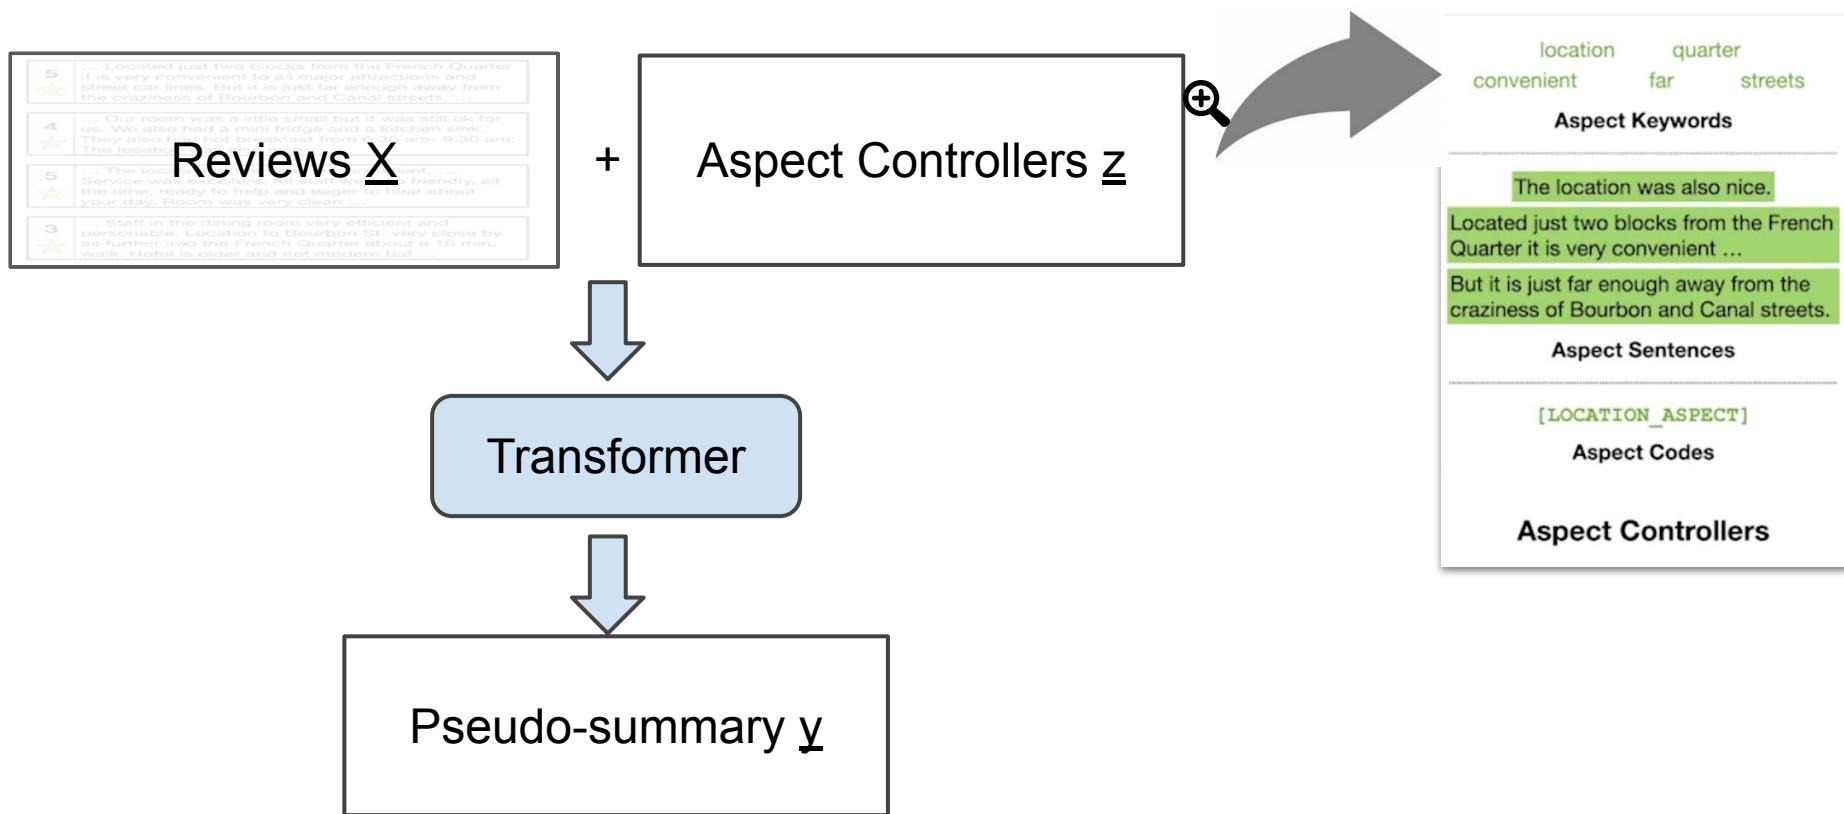 5
... Located just two blocks from the French Quarter
it is very convenient to all major attractions and
street car lines. But it is just far enough away from
the craziness of Bourbon and Canal streets. ...
4
... Our room was a little small but it was still ok for
us. We also had a mini fridge and a kitchen sink.
They also had hot breakfast from 6:30 am- 9:30 am.
The location
5
... The
Service was excellent. All staff friendly, all
the time, ready to help and eager to hear about
your day. Room was very clean ...
3
... Staff in the dining room very efficient and
personable. Location to Bourbon St. very close by
as further into the French Quarter about a 10 min.
walk. Hotel is older and not modern but ...
Reviews X
+
Aspect Controllers z
Transformer
Pseudo-summary y
location quarter
convenient far streets
Aspect Keywords
The location was also nice.
Located just two blocks from the French
Quarter it is very convenient ...
But it is just far enough away from the
craziness of Bourbon and Canal streets.
Aspect Sentences
[LOCATION_ASPECT]
Aspect Codes
Aspect Controllers